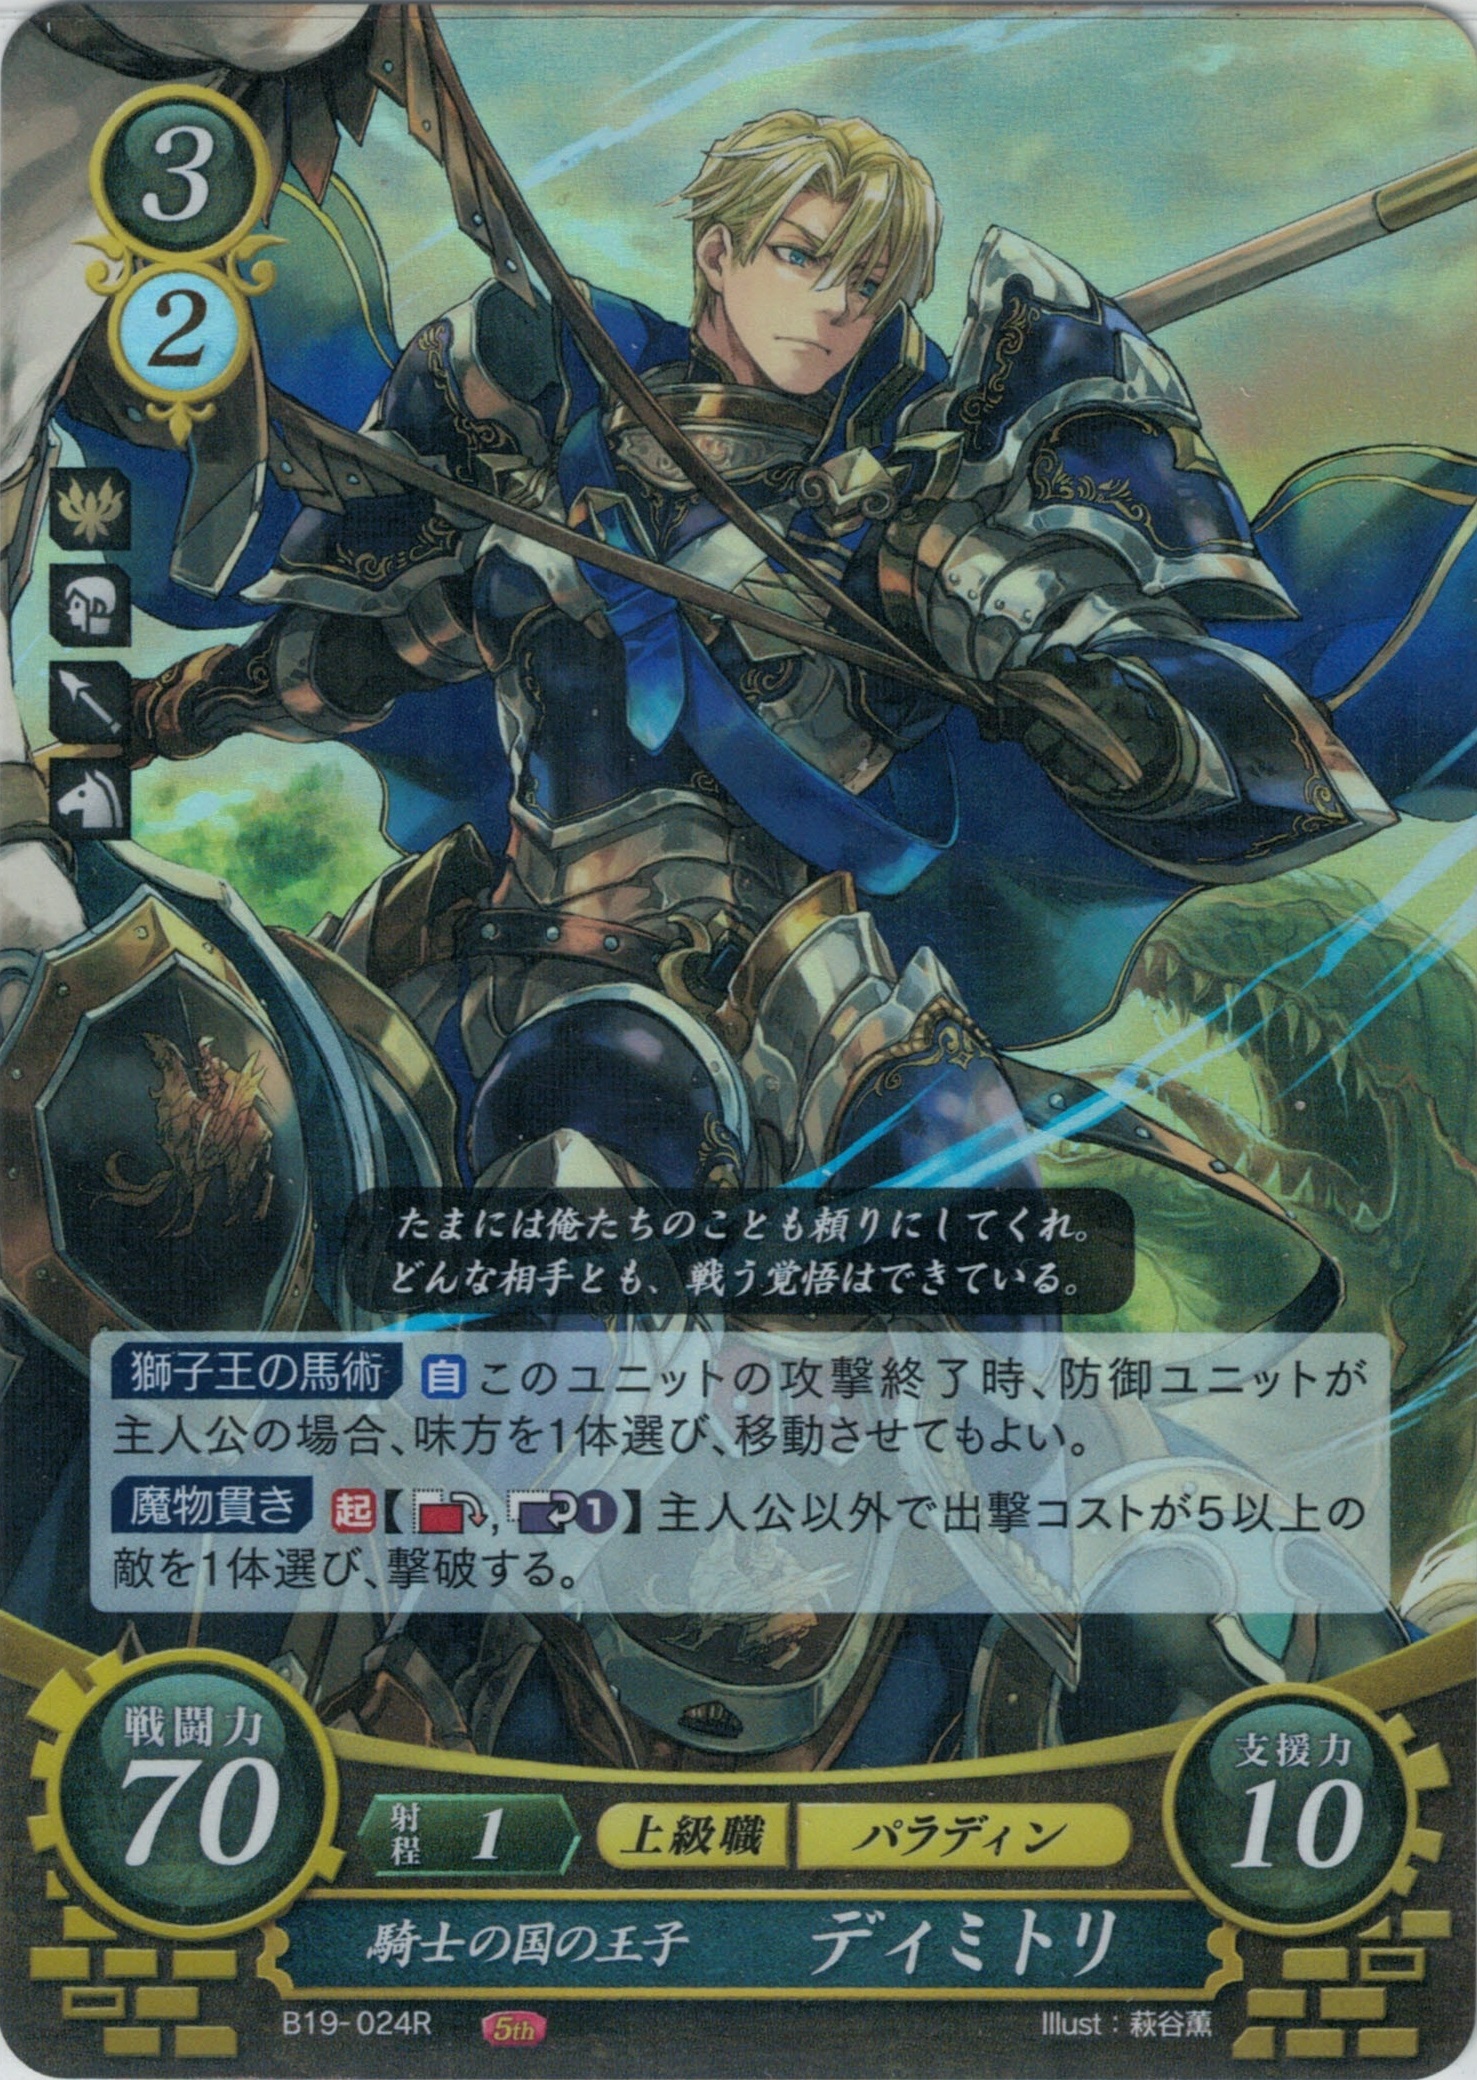 3
2
たまには俺たちのことも頼りにしてくれ。
どんな相手とも、戦う覚悟はできている。
獅子王の馬術 自 このユニットの攻撃終了時、防御ユニットが
主人公の場合、味方を1体選び、移動させてもよい。
魔物貫き 起【 , 1】主人公以外で出撃コストが5以上の
敵を1体選び、撃破する。
戦闘力
70
射程 1
上級職 パラディン
支援力
10
騎士の国の王子 ディミトリ
B19-024R 5th Illust：萩谷薫